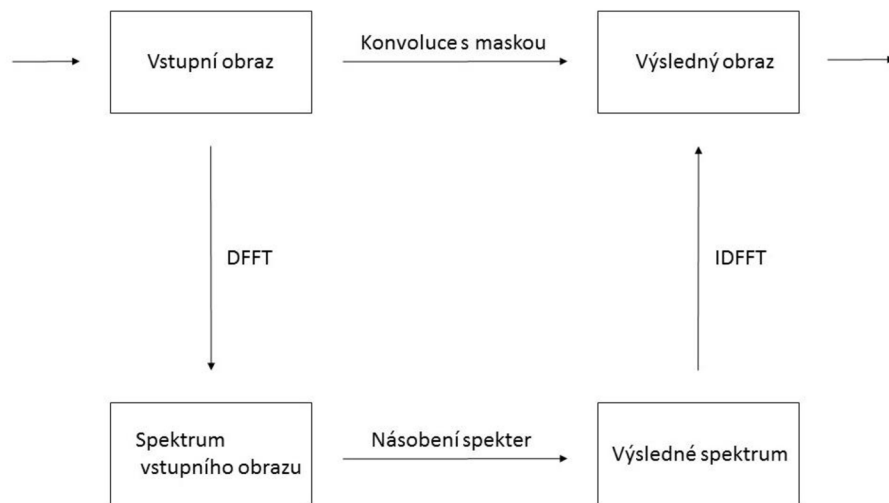 Vstupní obraz
Konvoluce s maskou
Výsledný obraz
DFFT
IDFFT
Spektrum
vstupního obrazu
Násobení spekter
Výsledné spektrum